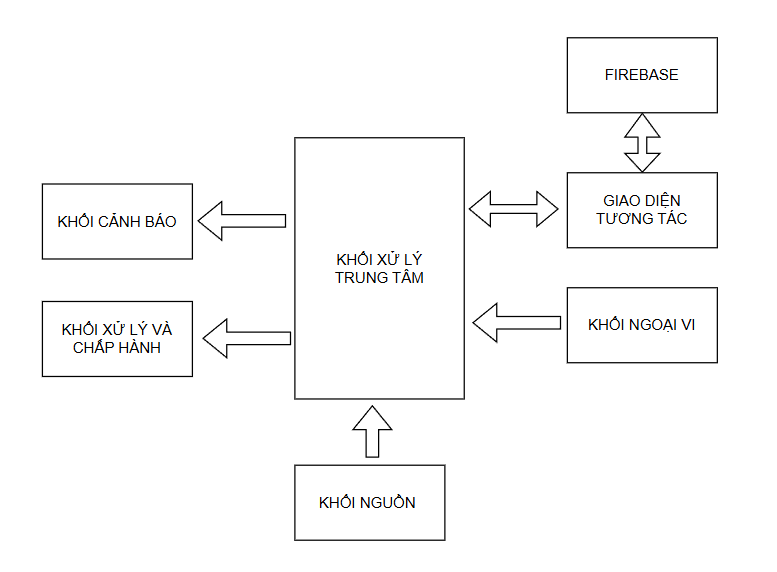 FIREBASE
GIAO DIỆN
TƯƠNG TÁC
KHỐI CẢNH BÁO
KHỐI XỬ LÝ
TRUNG TÂM
KHỐI XỬ LÝ VÀ
CHẤP HÀNH
KHỐI NGOẠI VI
KHỐI NGUỒN